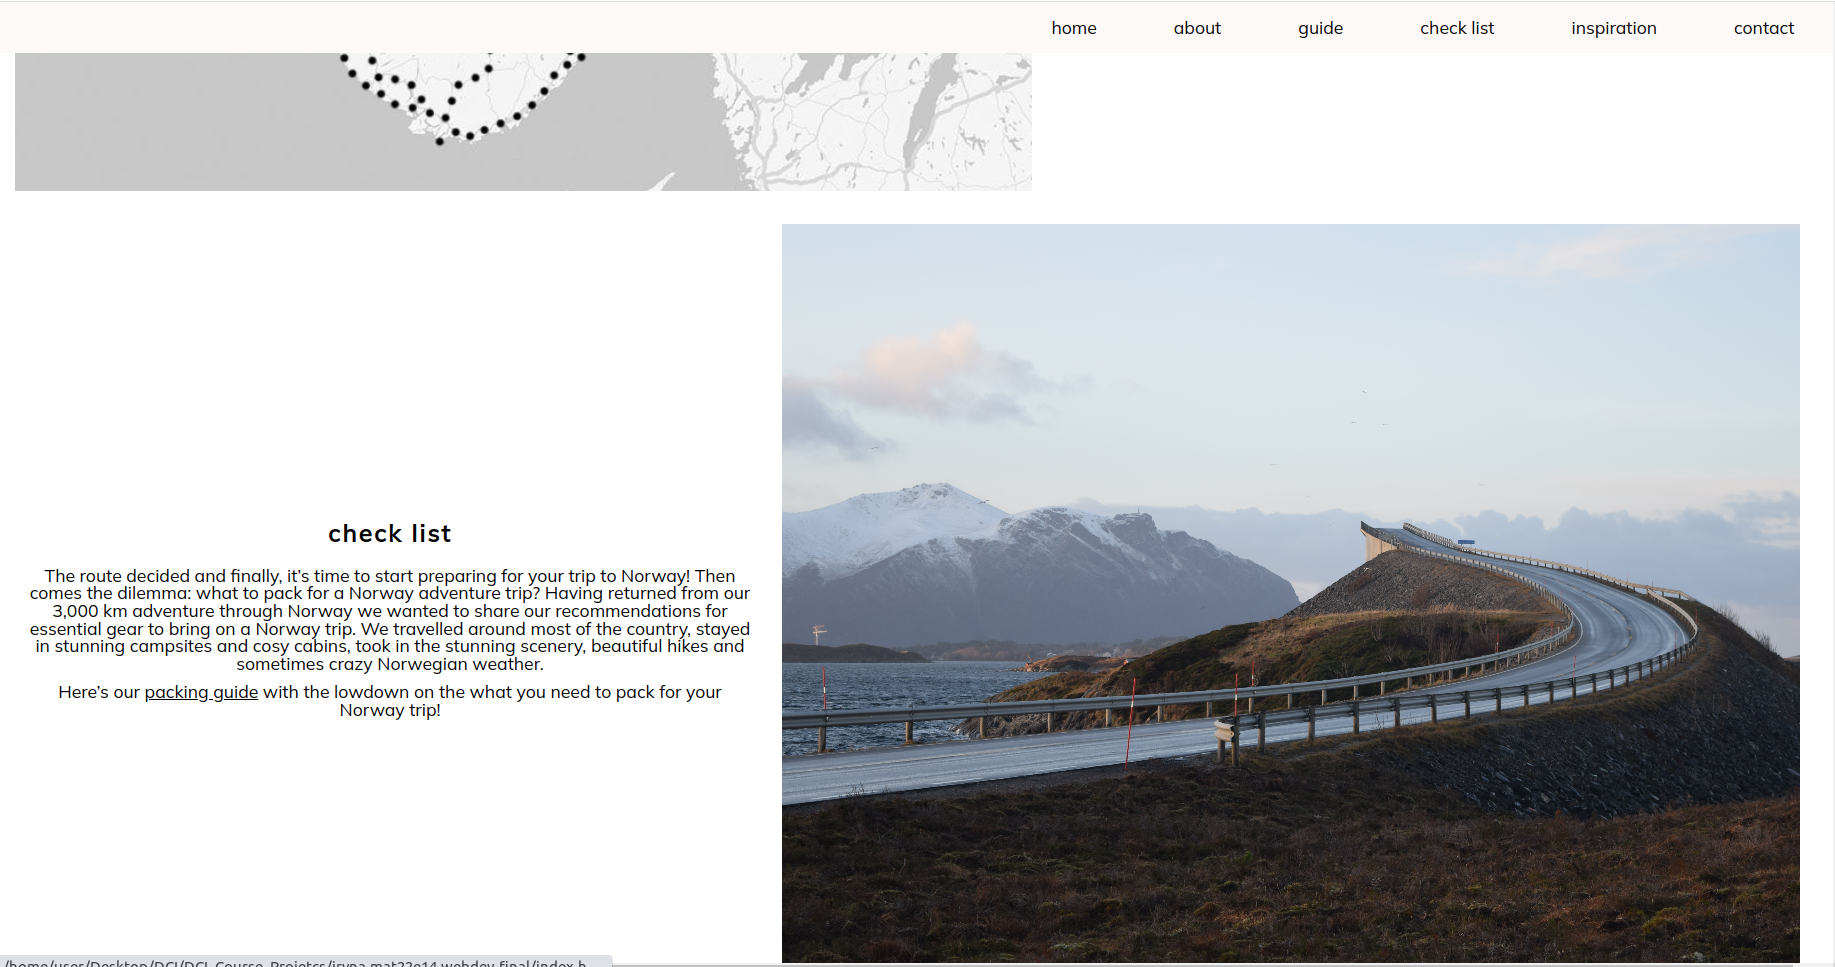 home about guide check list inspiration contact
check list
The route decided and finally, it’s time to start preparing for your trip to Norway! Then
comes the dilemma: what to pack for a Norway adventure trip? Having returned from our
3,000 km adventure through Norway we wanted to share our recommendations for
essential gear to bring on a Norway trip. We travelled around most of the country, stayed
in stunning campsites and cosy cabins, took in the stunning scenery, beautiful hikes and
sometimes crazy Norwegian weather.
Here’s our packing guide with the lowdown on the what you need to pack for your
Norway trip!
/home/user/Desktop/DCI/DCI_Course_Projetcs/iryna.mat22e14.webdev-final/index.h...